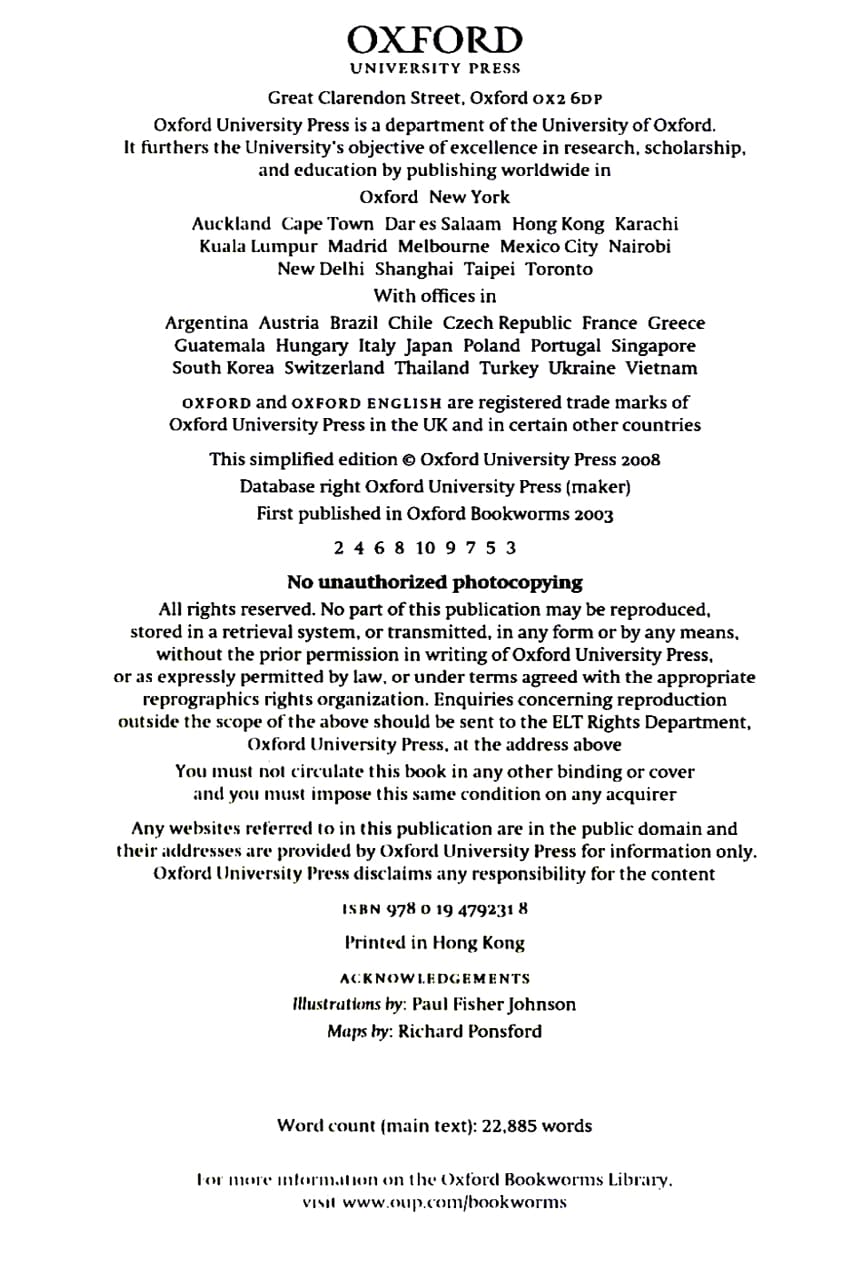 OXFORD
UNIVERSITY PRESS
Great Clarendon Street, Oxford OX2 6DP
Oxford University Press is a department of the University of Oxford.
It furthers the University's objective of excellence in research, scholarship,
and education by publishing worldwide in
Oxford New York
Auckland Cape Town Dar es Salaam Hong Kong Karachi
Kuala Lumpur Madrid Melbourne Mexico City Nairobi
New Delhi Shanghai Taipei Toronto
With offices in
Argentina Austria Brazil Chile Czech Republic France Greece
Guatemala Hungary Italy Japan Poland Portugal Singapore
South Korea Switzerland Thailand Turkey Ukraine Vietnam
OXFORD and OXFORD ENGLISH are registered trade marks of
Oxford University Press in the UK and in certain other countries
This simplified edition © Oxford University Press 2008
Database right Oxford University Press (maker)
First published in Oxford Bookworms 2003
2 4 6 8 10 9 7 5 3
No unauthorized photocopying
All rights reserved. No part of this publication may be reproduced,
stored in a retrieval system, or transmitted, in any form or by any means,
without the prior permission in writing of Oxford University Press,
or as expressly permitted by law, or under terms agreed with the appropriate
reprographics rights organization. Enquiries concerning reproduction
outside the scope of the above should be sent to the ELT Rights Department,
Oxford University Press, at the address above
You must not circulate this book in any other binding or cover
and you must impose this same condition on any acquirer
Any websites referred to in this publication are in the public domain and
their addresses are provided by Oxford University Press for information only.
Oxford University Press disclaims any responsibility for the content
ISBN 978 0 19 479231 8
Printed in Hong Kong
ACKNOWLEDGEMENTS
Illustrations by: Paul Fisher Johnson
Maps by: Richard Ponsford
Word count (main text): 22,885 words
For more information on the Oxford Bookworms Library,
visit www.oup.com/bookworms